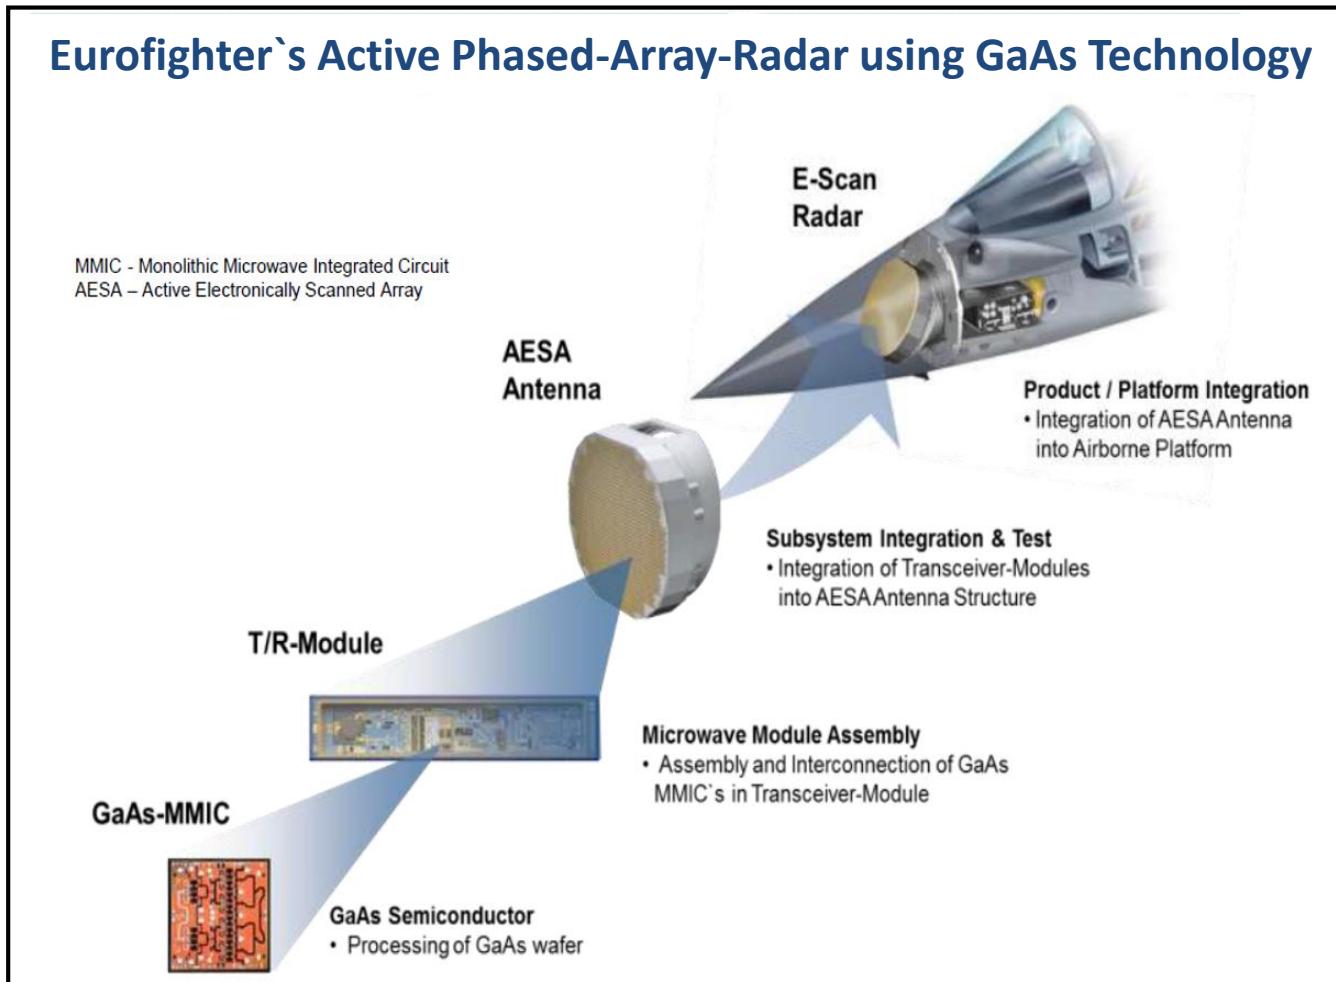 Eurofighter`s Active Phased-Array-Radar using GaAs Technology
E-Scan
Radar
MMIC - Monolithic Microwave Integrated Circuit
AESA – Active Electronically Scanned Array
AESA
Antenna
Product / Platform Integration
• Integration of AESA Antenna
into Airborne Platform
Subsystem Integration & Test
• Integration of Transceiver-Modules
into AESA Antenna Structure
T/R-Module
Microwave Module Assembly
• Assembly and Interconnection of GaAs
MMIC`s in Transceiver-Module
GaAs-MMIC
GaAs Semiconductor
• Processing of GaAs wafer